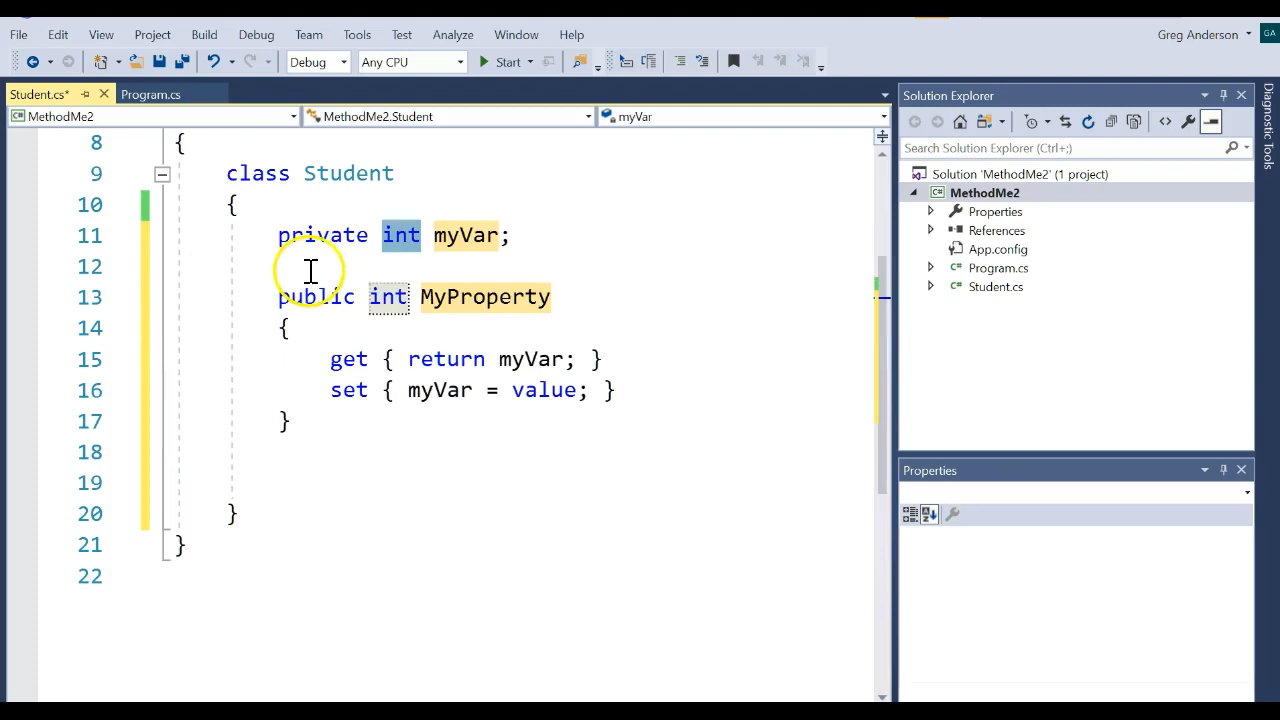 File Edit View Project Build Debug Team Tools Test Analyze Window Help Greg Anderson GA
Debug Any CPU Start
Student.cs* Program.cs
MethodMe2 MethodMe2.Student myVar
8 {
9 class Student
10 {
11 private int myVar;
12
13 public int MyProperty
14 {
15 get { return myVar; }
16 set { myVar = value; }
17 }
18
19
20 }
21 }
22
Solution Explorer
Search Solution Explorer (Ctrl+;)
Solution 'MethodMe2' (1 project)
MethodMe2
Properties
References
App.config
Program.cs
Student.cs
Properties
Diagnostic Tools